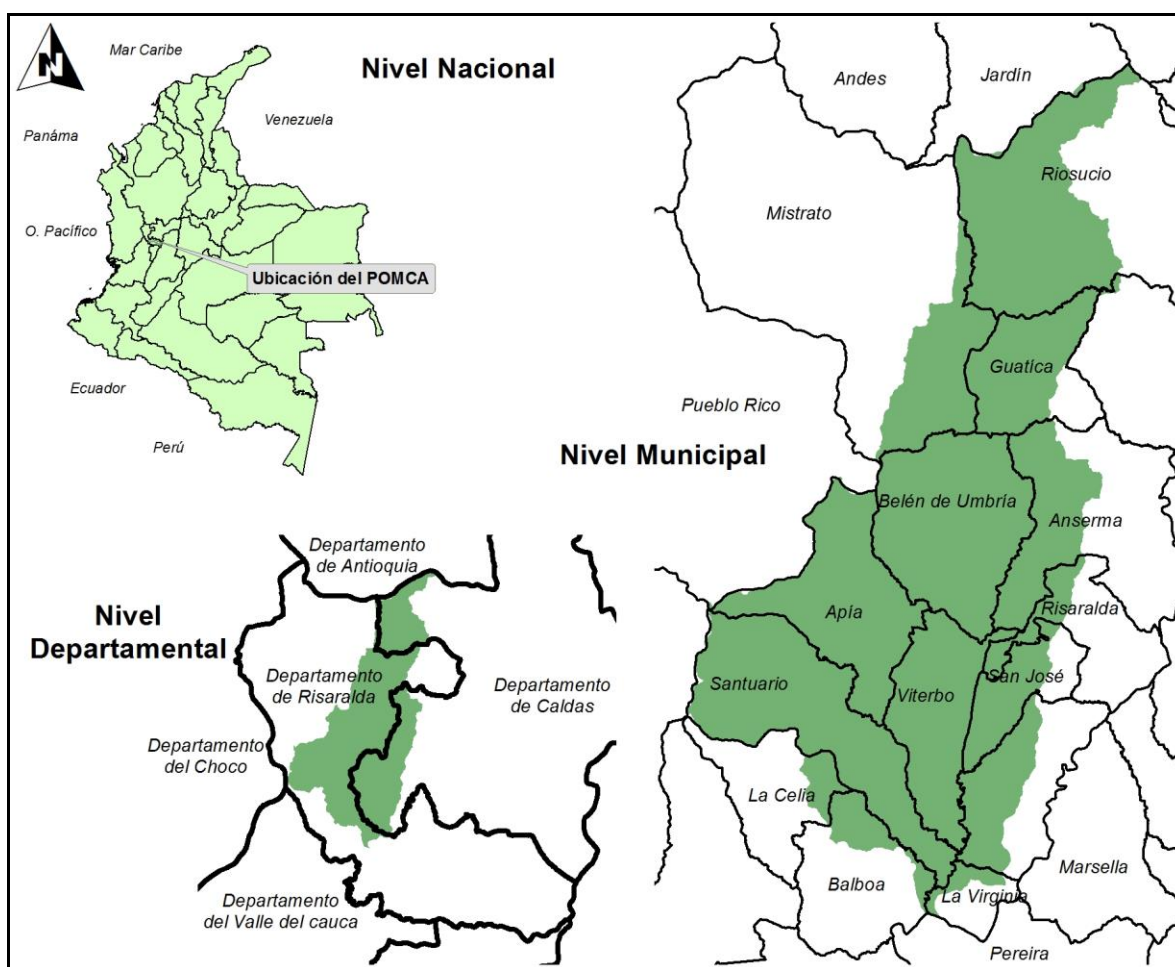 N
Mar Caribe
Nivel Nacional
Venezuela
Panáma
O. Pacífico
Ubicación del POMCA
Ecuador
Perú
Nivel
Departamental
Departamento
de Antioquia
Departamento
de Risaralda
Departamento
de Caldas
Departamento
del Choco
Departamento
del Valle del cauca
Nivel Municipal
Andes
Jardín
Riosucio
Mistrato
Guatíca
Pueblo Rico
Belén de Umbría
Anserma
Apía
Risaralda
Santuario
Viterbo
San José
La Celia
Balboa
Marsella
La Virginia
Pereira